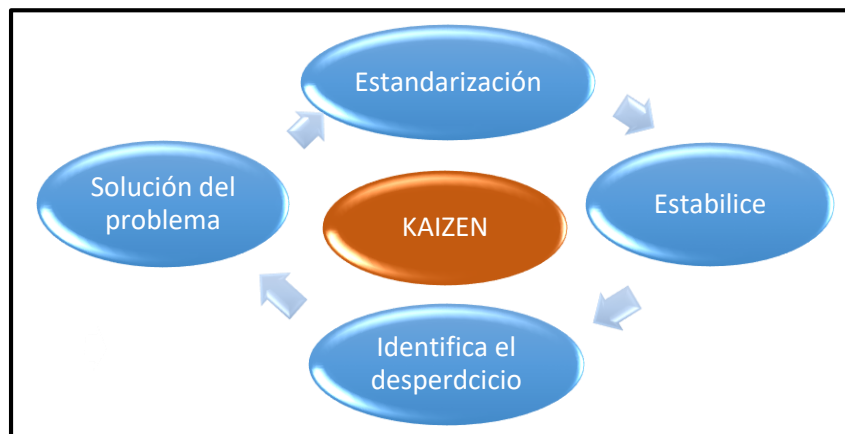 Estandarización
Solución del
problema
KAIZEN
Estabilice
Identifica el
desperdcicio